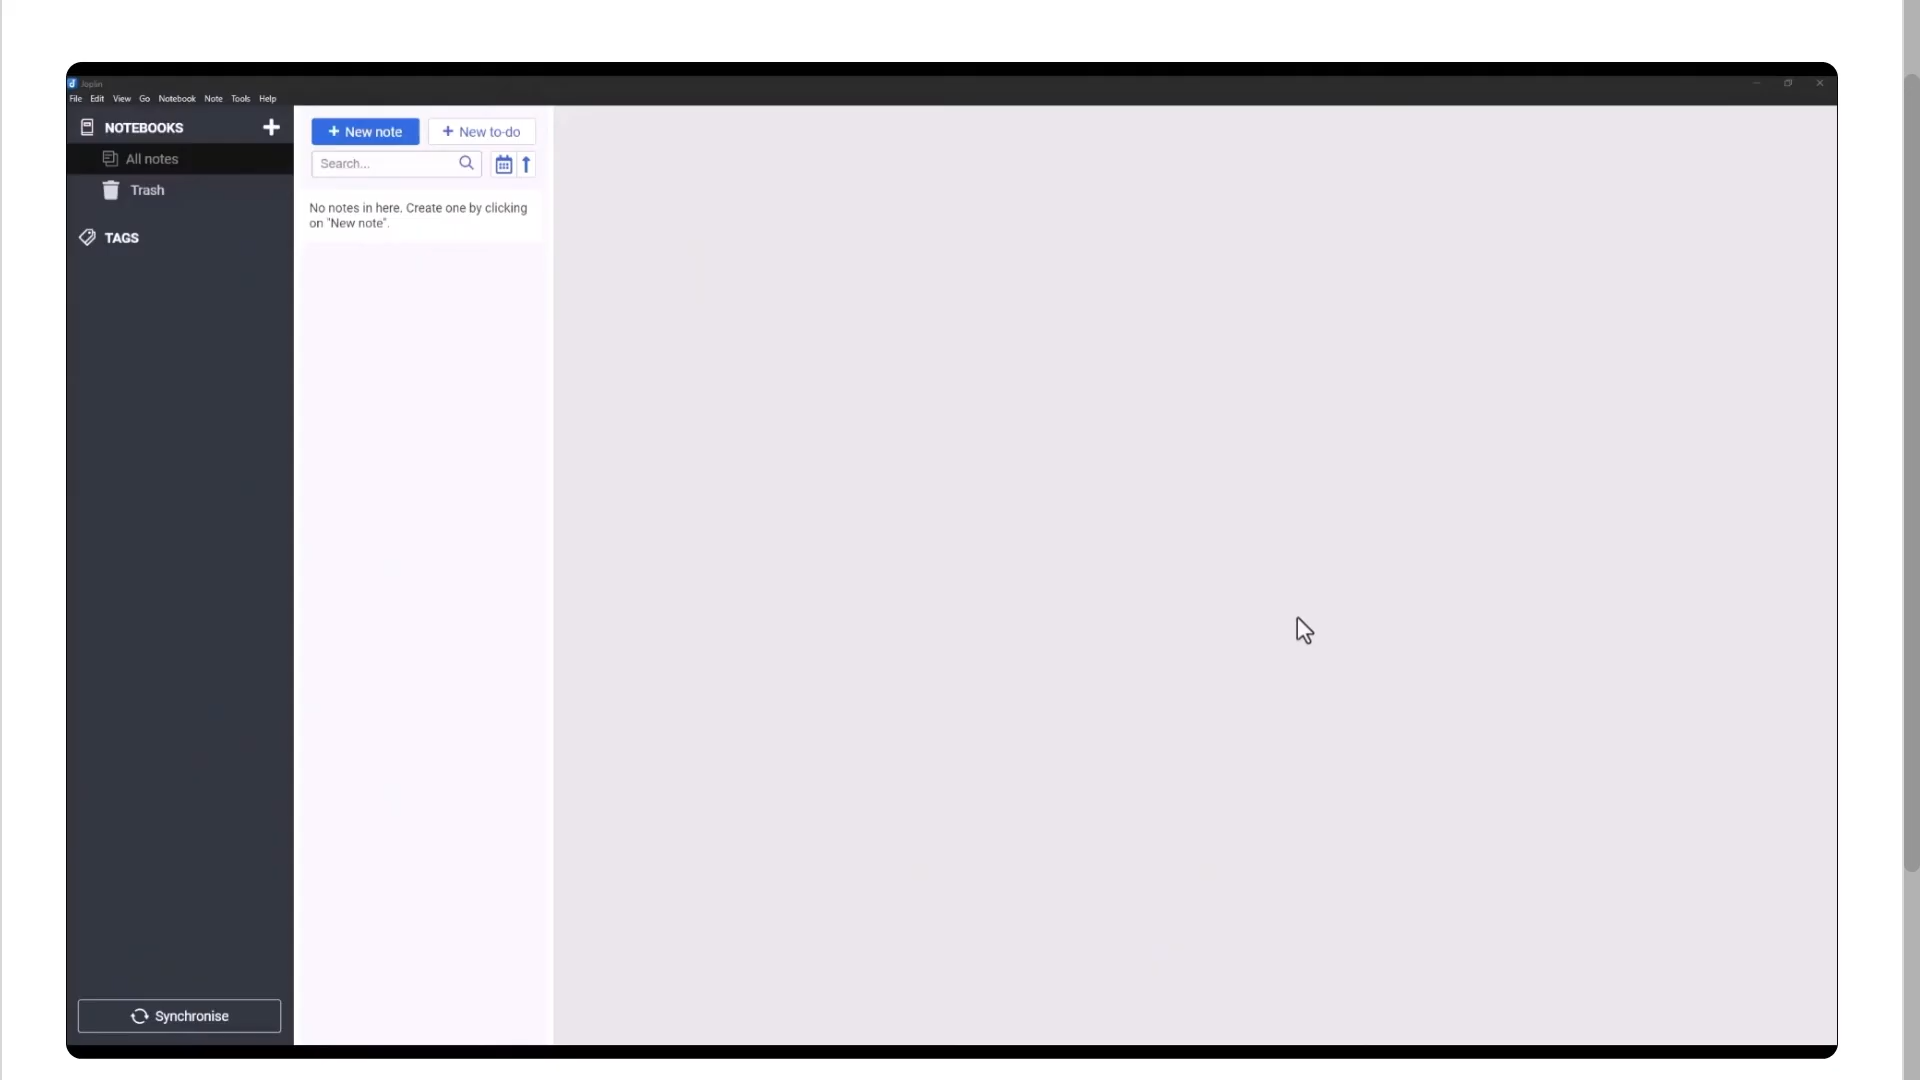 Joplin
File Edit View Go Notebook Note Tools Help
NOTEBOOKS
All notes
Trash
TAGS
Synchronise
New note
New to-do
Search...
No notes in here. Create one by clicking
on "New note".